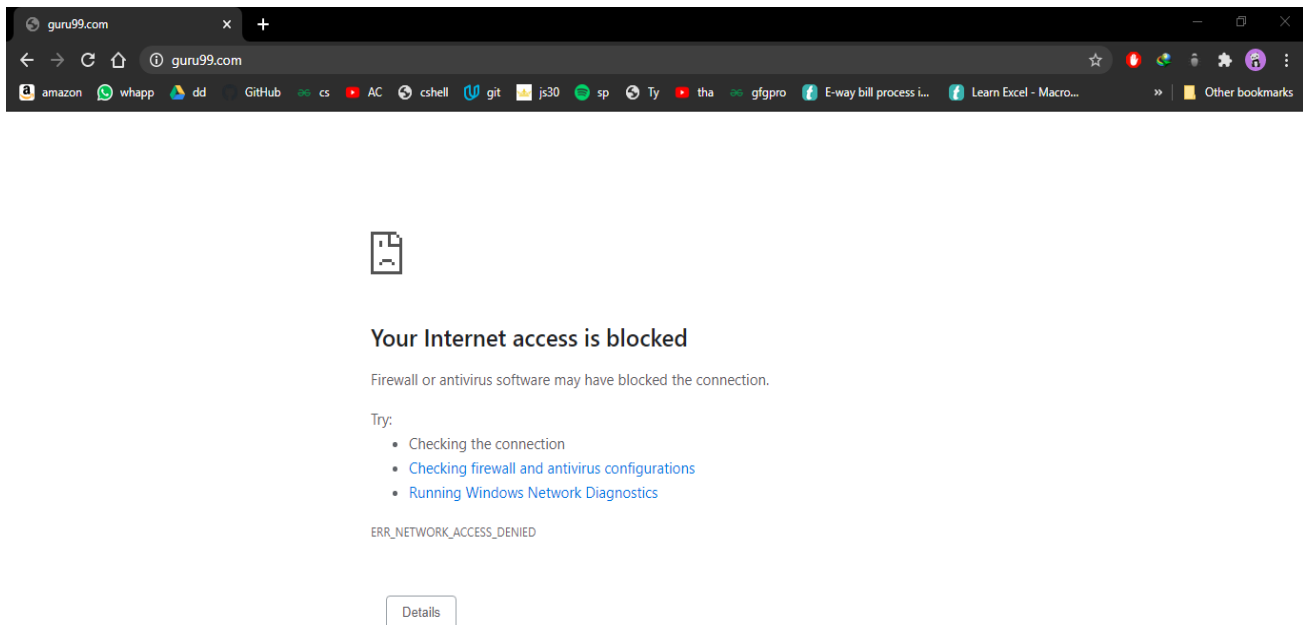 guru99.com
guru99.com
amazon whapp dd GitHub cs AC cshell git js30 sp Ty tha gfgpro E-way bill process i... Learn Excel - Macro... » Other bookmarks
Your Internet access is blocked
Firewall or antivirus software may have blocked the connection.
Try:
• Checking the connection
• Checking firewall and antivirus configurations
• Running Windows Network Diagnostics
ERR_NETWORK_ACCESS_DENIED
Details